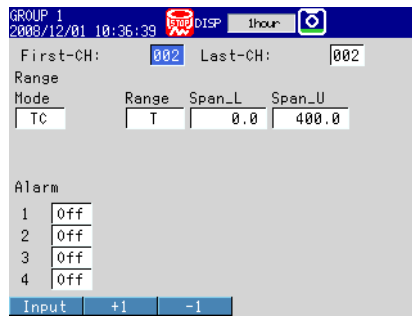 GROUP 1
2008/12/01 10:36:39 STOP DISP 1hour
First-CH: 002 Last-CH: 002
Range
Mode Range Span_L Span_U
TC T 0.0 400.0
Alarm
1 Off
2 Off
3 Off
4 Off
Input +1 -1